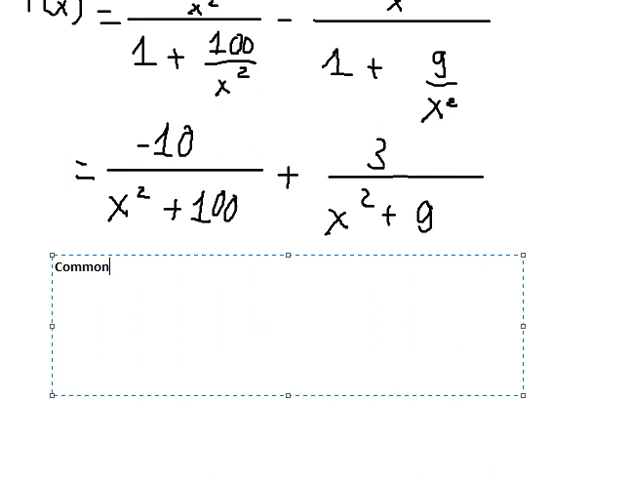 (x) = x² / 1 + 100/x² - x / 1 + 9/x²
= -10 / x² + 100 + 3 / x² + 9
Common